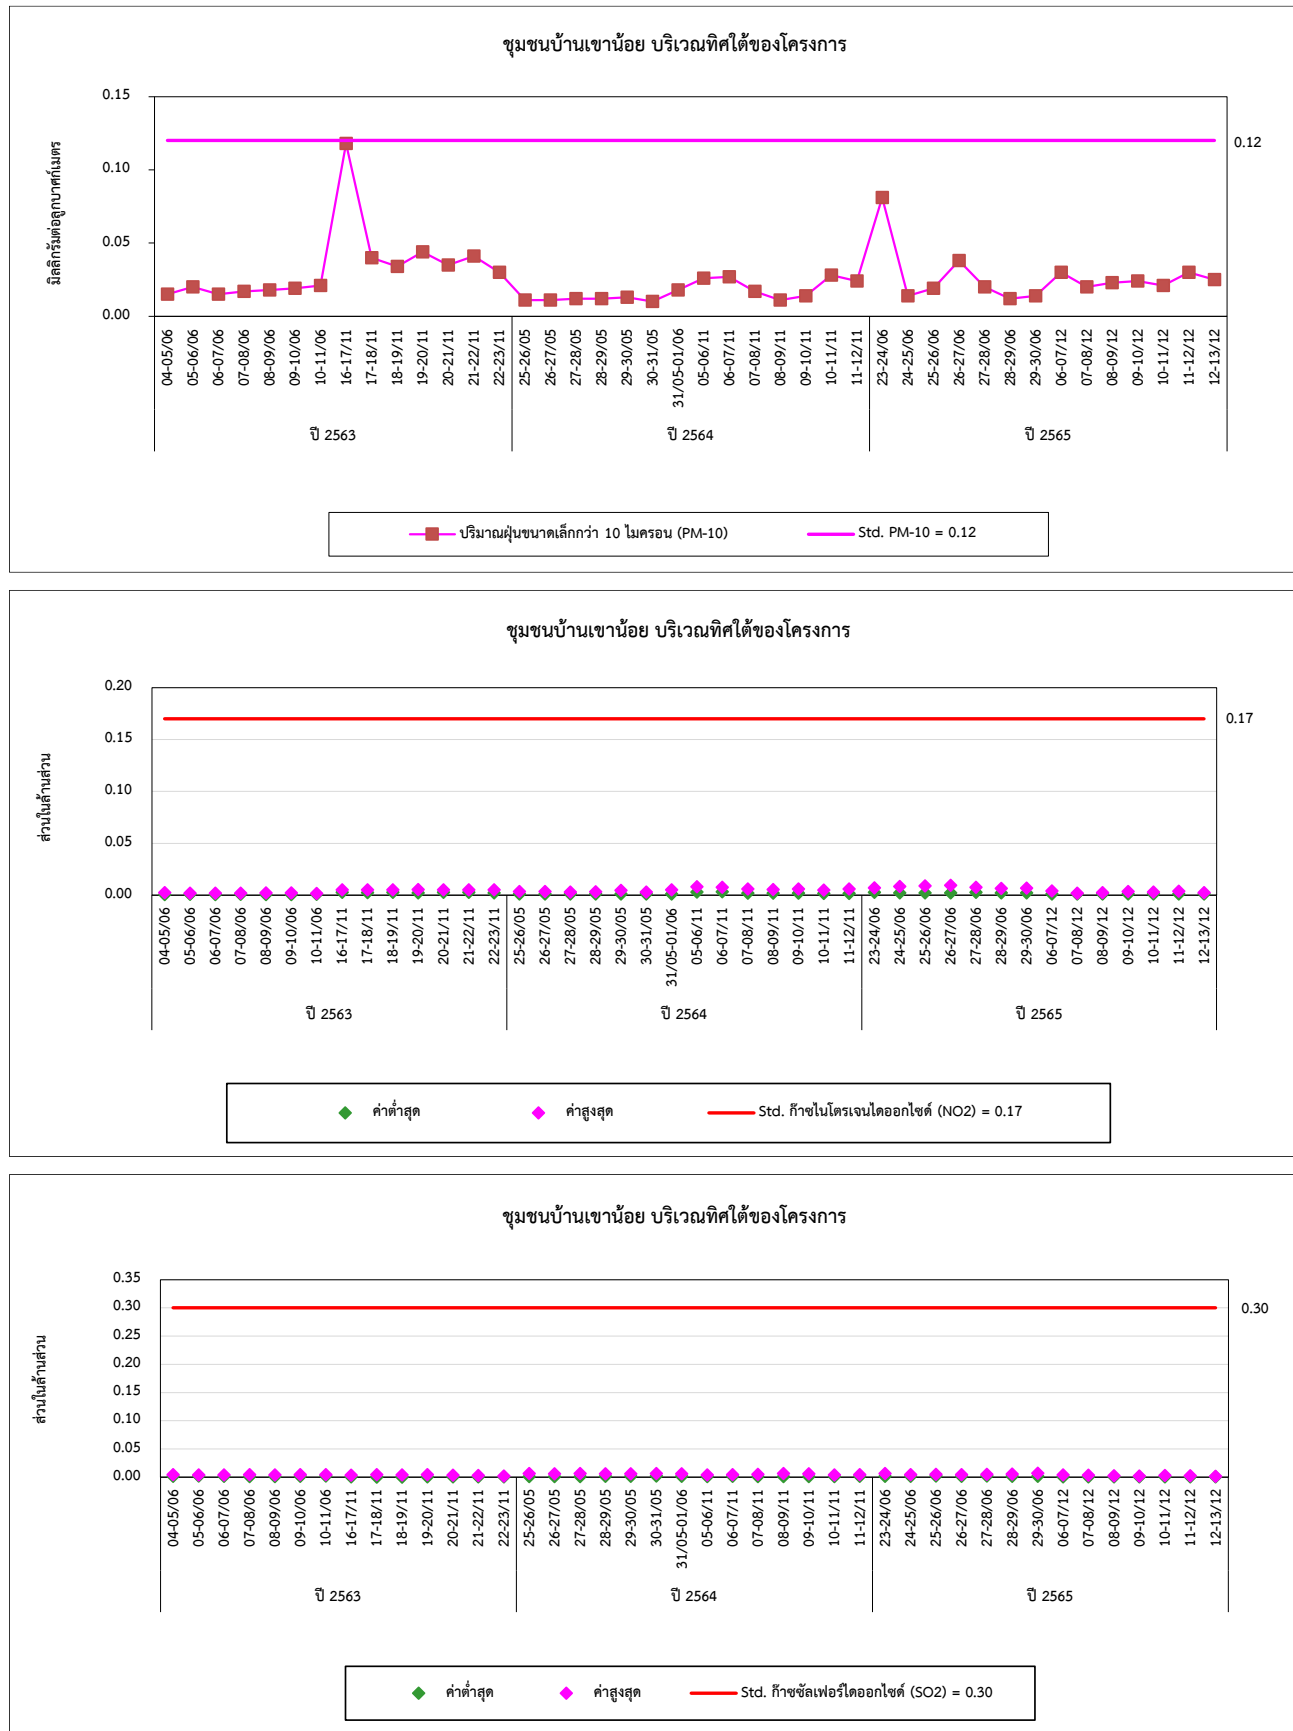 ชุมชนบ้านเขาน้อย บริเวณทิศใต้ของโครงการ
มิลลิกรัมต่อลูกบาศก์เมตร
0.15
0.10
0.05
0.00
0.12
04-05/06 05-06/06 06-07/06 07-08/06 08-09/06 09-10/06 10-11/06 16-17/11 17-18/11 18-19/11 19-20/11 20-21/11 21-22/11 22-23/11 25-26/05 26-27/05 27-28/05 28-29/05 29-30/05 30-31/05 31/05-01/06 05-06/11 06-07/11 07-08/11 08-09/11 09-10/11 10-11/11 11-12/11 23-24/06 24-25/06 25-26/06 26-27/06 27-28/06 28-29/06 29-30/06 06-07/12 07-08/12 08-09/12 09-10/12 10-11/12 11-12/12 12-13/12
ปี 2563 ปี 2564 ปี 2565
ปริมาณฝุ่นขนาดเล็กกว่า 10 ไมครอน (PM-10) Std. PM-10 = 0.12
ชุมชนบ้านเขาน้อย บริเวณทิศใต้ของโครงการ
ส่วนในล้านส่วน
0.20
0.15
0.10
0.05
0.00
0.17
04-05/06 05-06/06 06-07/06 07-08/06 08-09/06 09-10/06 10-11/06 16-17/11 17-18/11 18-19/11 19-20/11 20-21/11 21-22/11 22-23/11 25-26/05 26-27/05 27-28/05 28-29/05 29-30/05 30-31/05 31/05-01/06 05-06/11 06-07/11 07-08/11 08-09/11 09-10/11 10-11/11 11-12/11 23-24/06 24-25/06 25-26/06 26-27/06 27-28/06 28-29/06 29-30/06 06-07/12 07-08/12 08-09/12 09-10/12 10-11/12 11-12/12 12-13/12
ปี 2563 ปี 2564 ปี 2565
ค่าต่ำสุด ค่าสูงสุด Std. ก๊าซไนโตรเจนไดออกไซด์ (NO2) = 0.17
ชุมชนบ้านเขาน้อย บริเวณทิศใต้ของโครงการ
ส่วนในล้านส่วน
0.35
0.30
0.25
0.20
0.15
0.10
0.05
0.00
0.30
04-05/06 05-06/06 06-07/06 07-08/06 08-09/06 09-10/06 10-11/06 16-17/11 17-18/11 18-19/11 19-20/11 20-21/11 21-22/11 22-23/11 25-26/05 26-27/05 27-28/05 28-29/05 29-30/05 30-31/05 31/05-01/06 05-06/11 06-07/11 07-08/11 08-09/11 09-10/11 10-11/11 11-12/11 23-24/06 24-25/06 25-26/06 26-27/06 27-28/06 28-29/06 29-30/06 06-07/12 07-08/12 08-09/12 09-10/12 10-11/12 11-12/12 12-13/12
ปี 2563 ปี 2564 ปี 2565
ค่าต่ำสุด ค่าสูงสุด Std. ก๊าซซัลเฟอร์ไดออกไซด์ (SO2) = 0.30